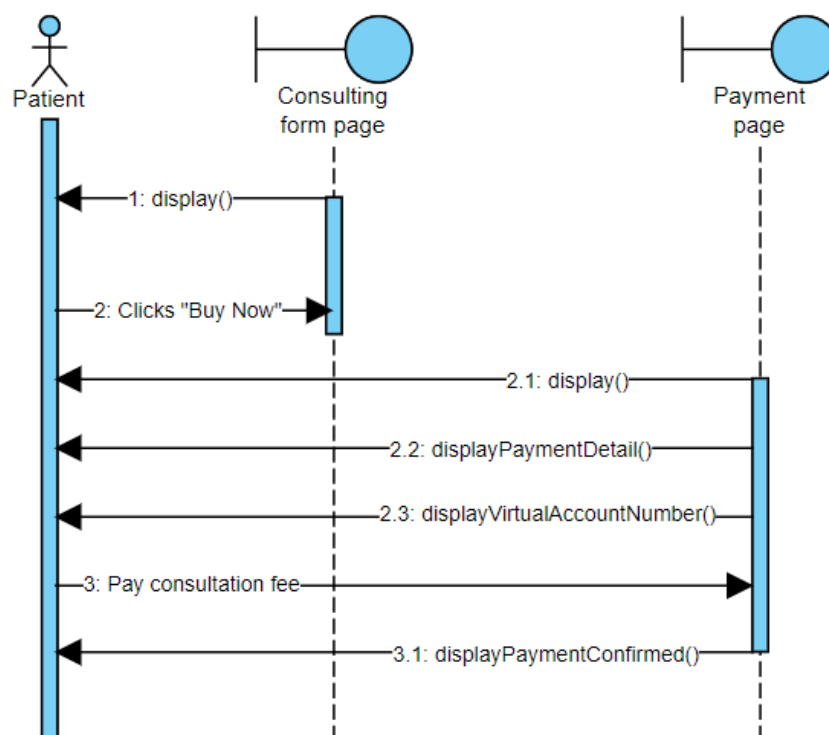 Patient
Consulting
form page
Payment
page
1: display()
2: Clicks "Buy Now"
2.1: display()
2.2: displayPaymentDetail()
2.3: displayVirtualAccountNumber()
3: Pay consultation fee
3.1: displayPaymentConfirmed()